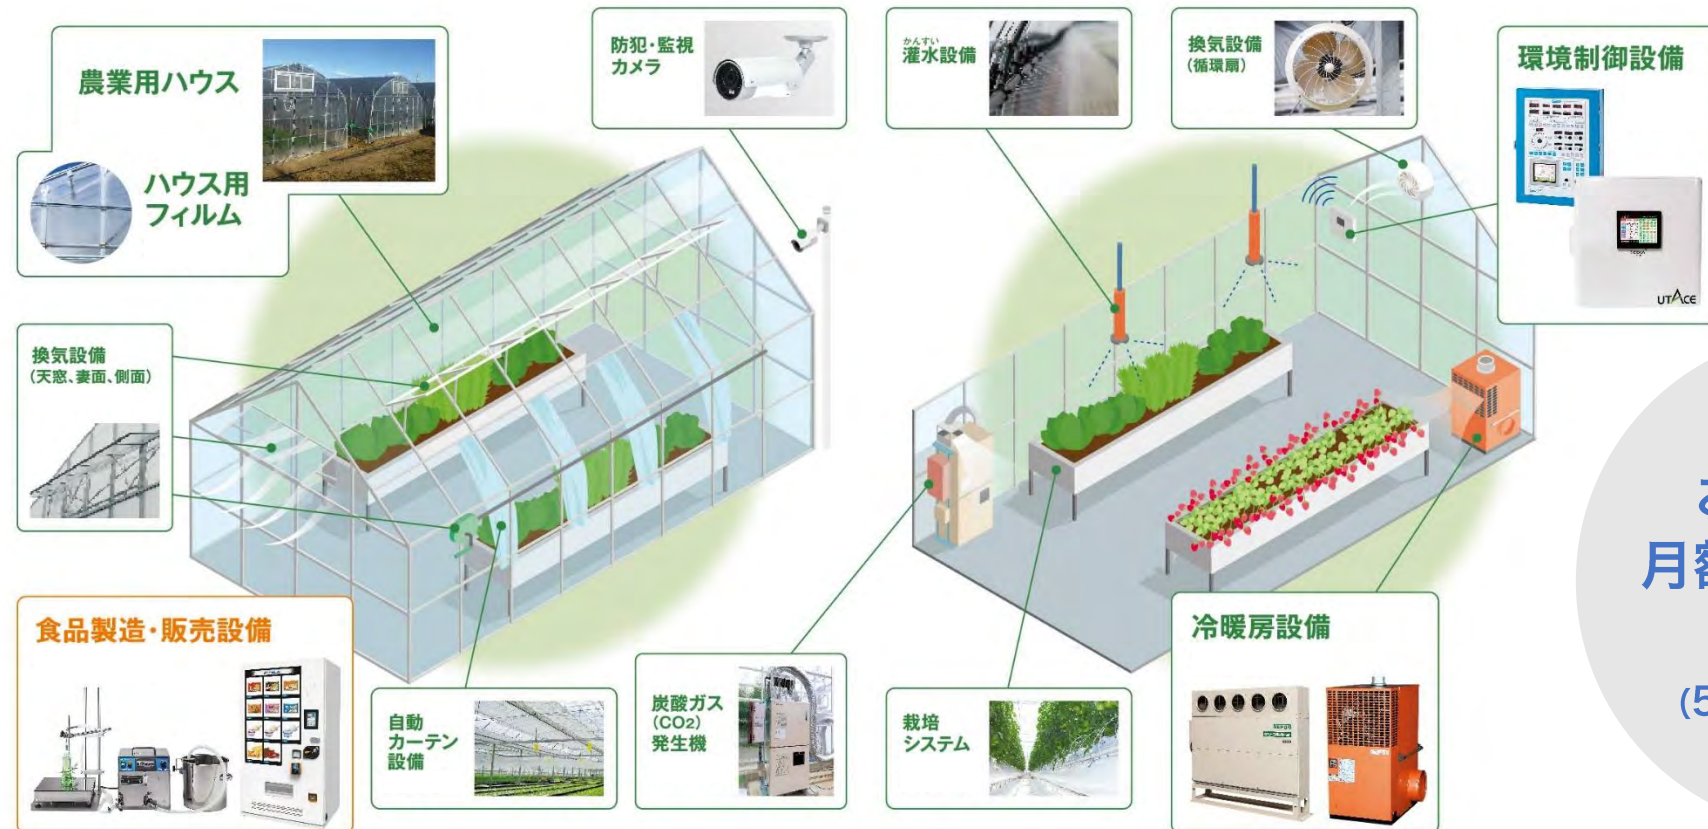 農業用ハウス
ハウス用
フィルム
防犯・監視
カメラ
かんすい
灌水設備
換気設備
(循環扇)
環境制御設備
UTACE
換気設備
(天窓、妻面、側面)
食品製造・販売設備
自動
カーテン
設備
炭酸ガス
(CO2)
発生機
栽培
システム
冷暖房設備
月額
(5